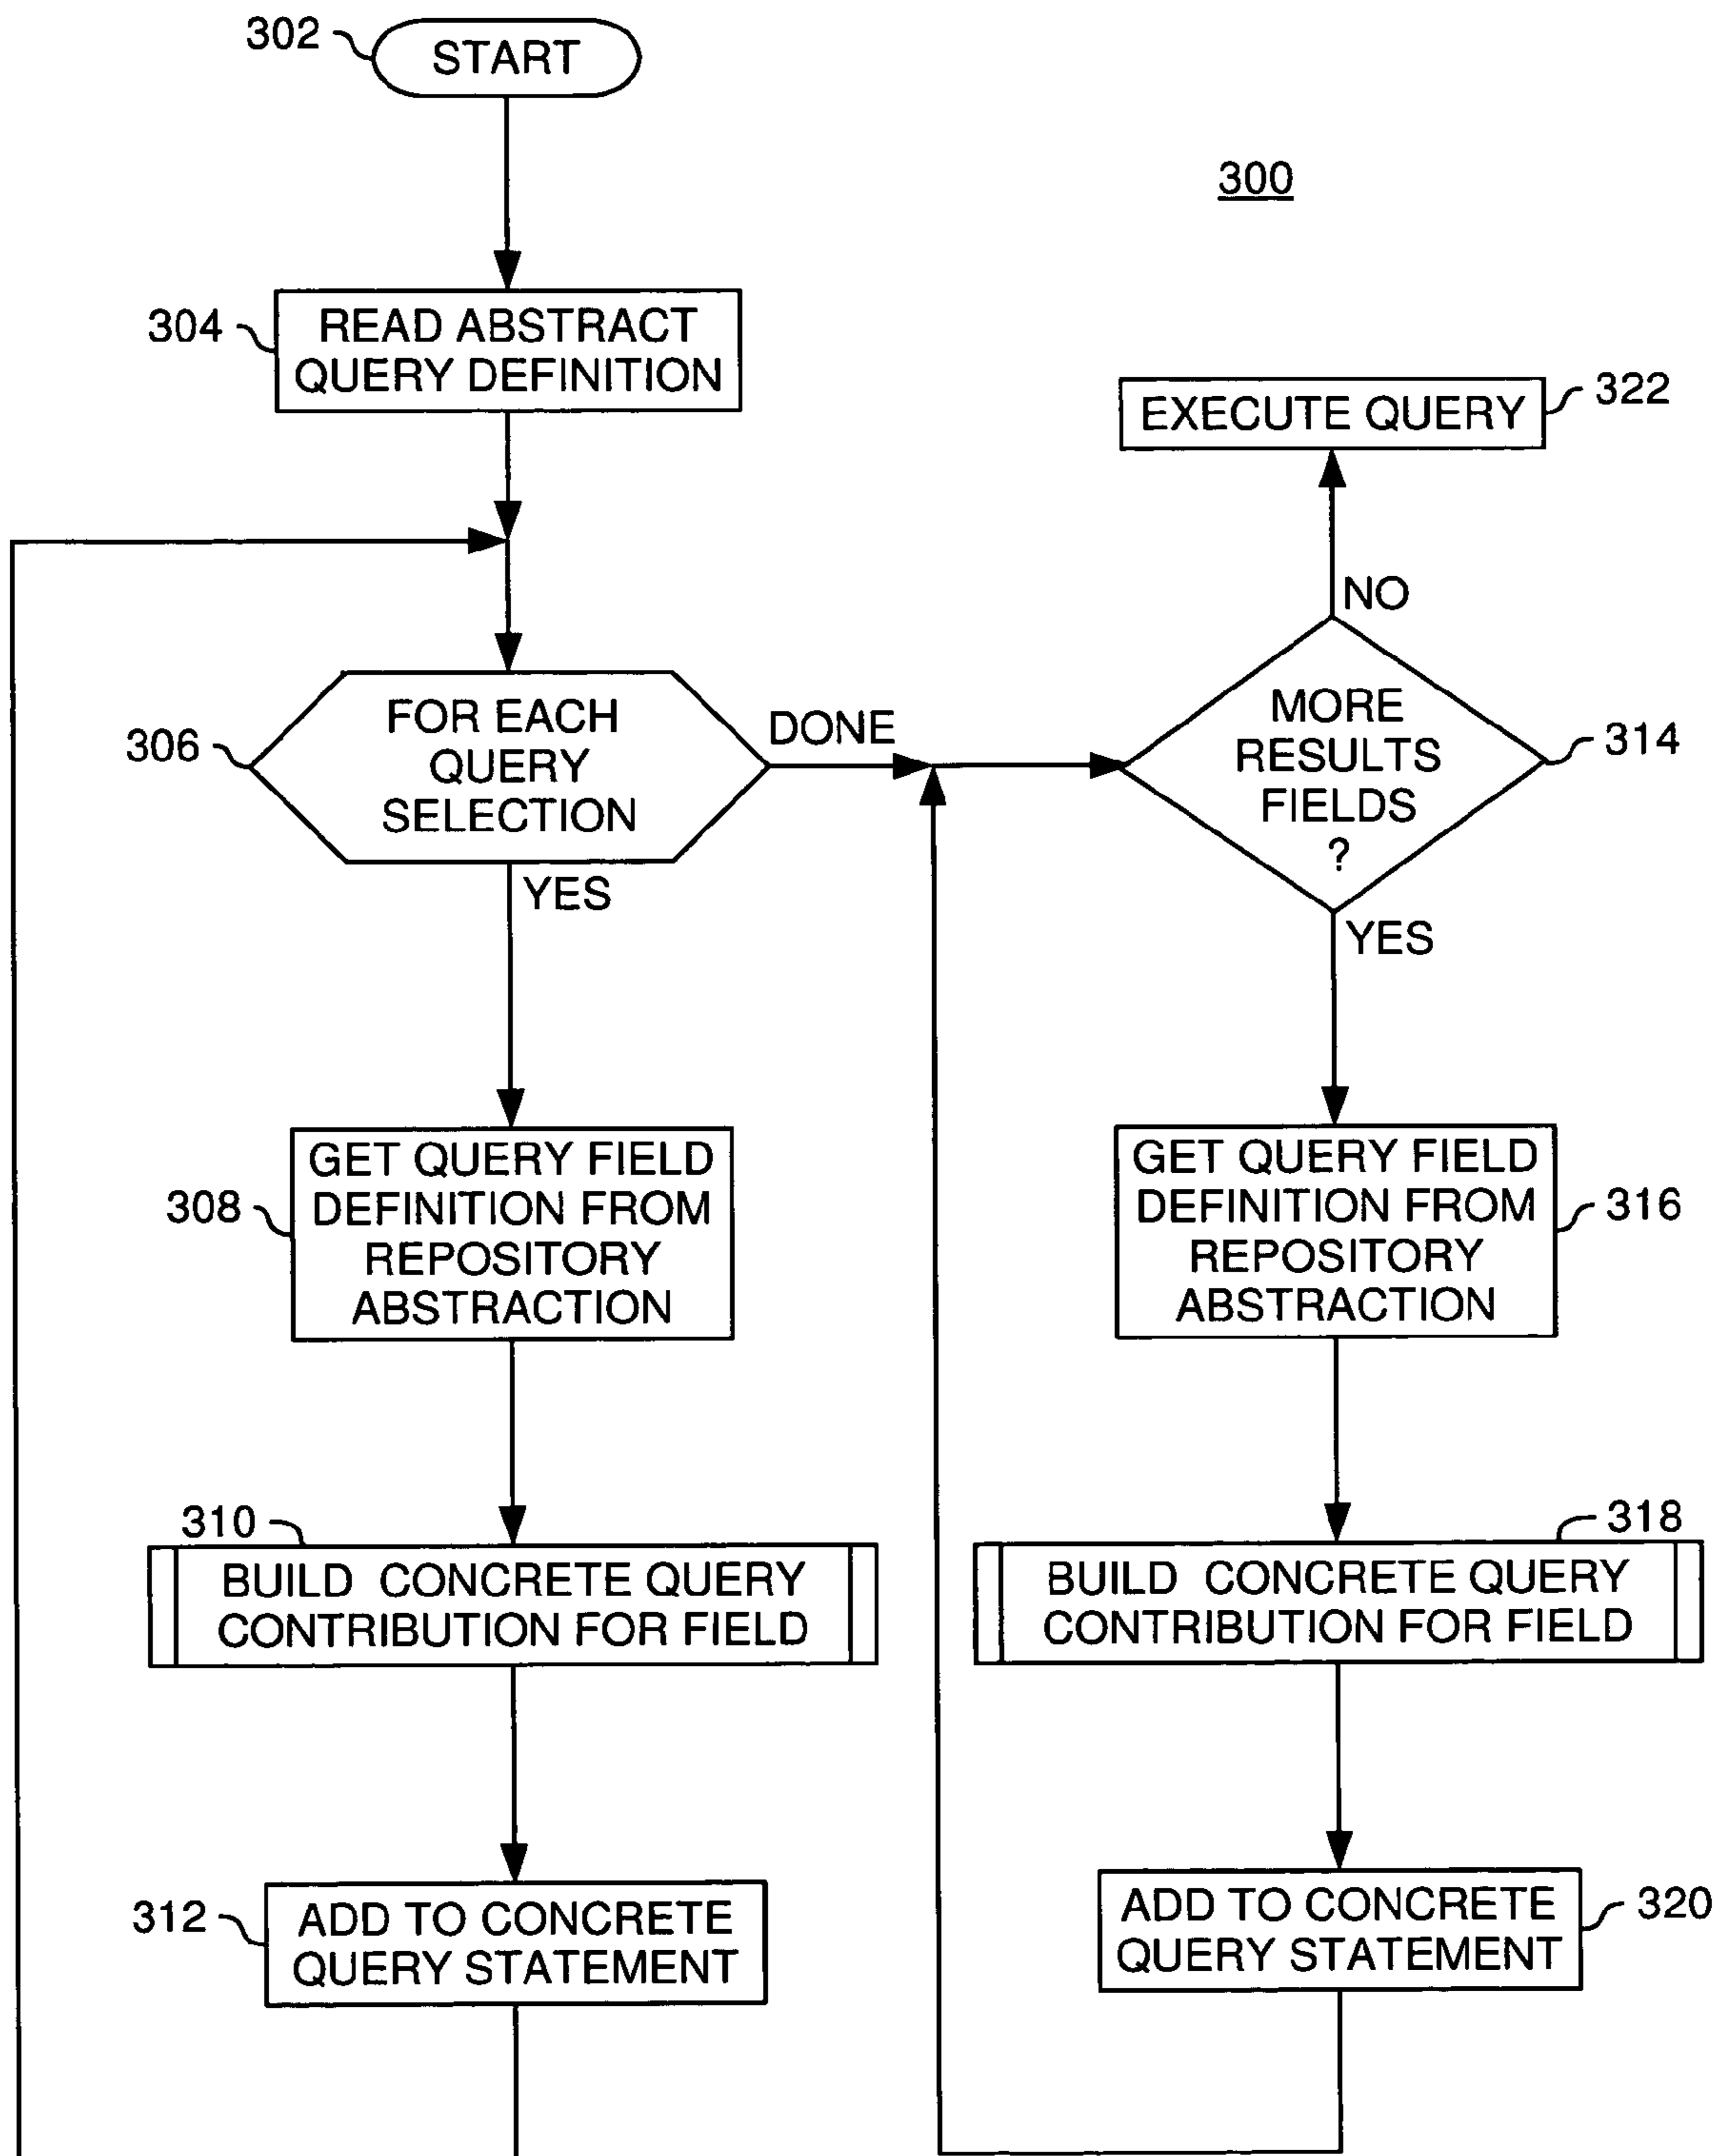 302
START
300
304
READ ABSTRACT
QUERY DEFINITION
306
FOR EACH
QUERY
SELECTION
DONE
YES
308
GET QUERY FIELD
DEFINITION FROM
REPOSITORY
ABSTRACTION
310
BUILD CONCRETE QUERY
CONTRIBUTION FOR FIELD
312
ADD TO CONCRETE
QUERY STATEMENT
EXECUTE QUERY
322
NO
MORE
RESULTS
FIELDS
?
314
YES
GET QUERY FIELD
DEFINITION FROM
REPOSITORY
ABSTRACTION
316
318
BUILD CONCRETE QUERY
CONTRIBUTION FOR FIELD
ADD TO CONCRETE
QUERY STATEMENT
320